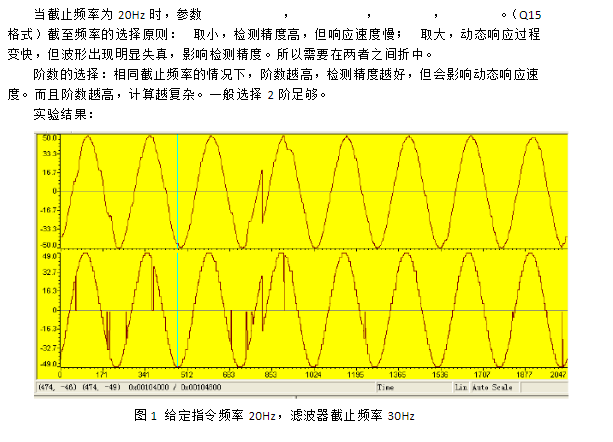 当截止频率为 20Hz 时，参数 ， ， ， 。（Q15
格式）截至频率的选择原则： 取小，检测精度高，但响应速度慢； 取大，动态响应过程
变快，但波形出现明显失真，影响检测精度。所以需要在两者之间折中。
阶数的选择：相同截止频率的情况下，阶数越高，检测精度越好，但会影响动态响应速
度。而且阶数越高，计算越复杂。一般选择 2 阶足够。
实验结果：
50.0
33.3
16.7
0
-16.7
-33.3
-50.0
49.0
32.7
16.3
0
-16.3
-32.7
-49.0
0 171 341 512 683 853 1024 1195 1365 1536 1707 1877 2047
(474, -48) (474, -49) 0x00104000 / 0x00104800 Time Lin Auto Scale
图 1 给定指令频率 20Hz，滤波器截止频率 30Hz